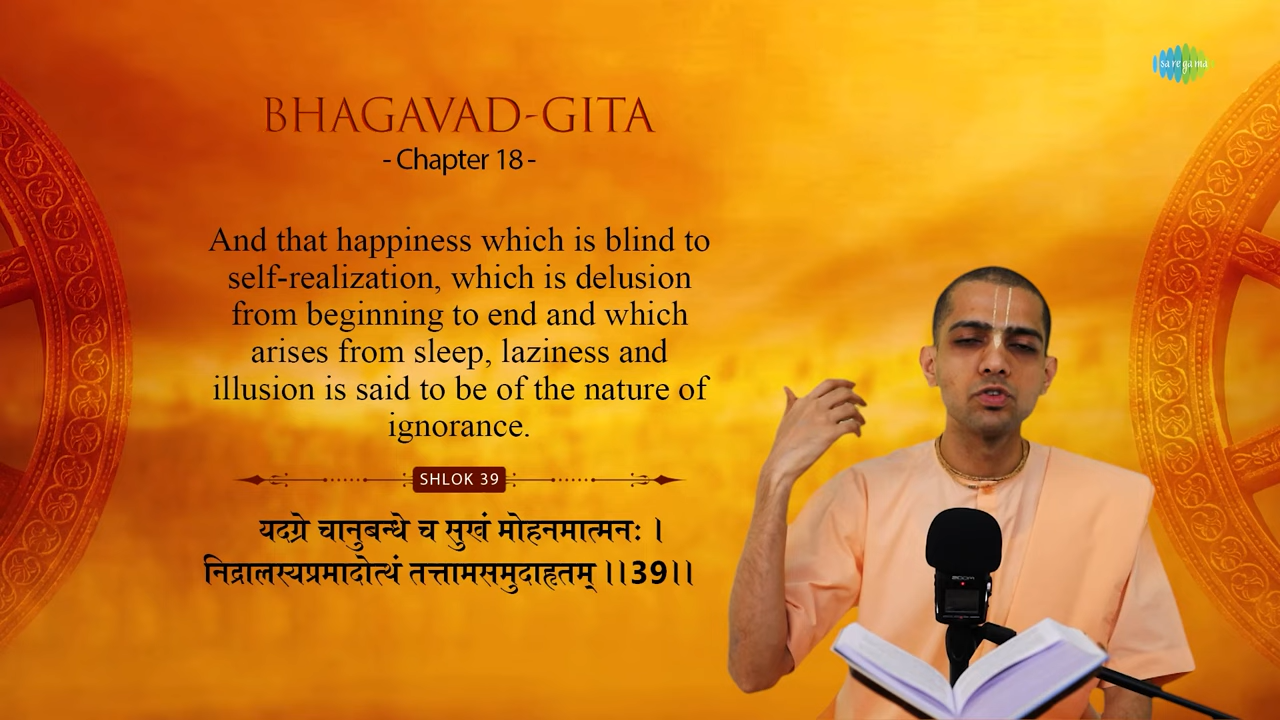 saregama
BHAGAVAD-GITA
- Chapter 18 -
And that happiness which is blind to
self-realization, which is delusion
from beginning to end and which
arises from sleep, laziness and
illusion is said to be of the nature of
ignorance.
SHLOK 39
यदग्रे चानुबन्धे च सुखं मोहनमात्मनः ।
निद्रालस्यप्रमादोत्थं तत्तामसमुदाहृतम् ।।39।।
zoom